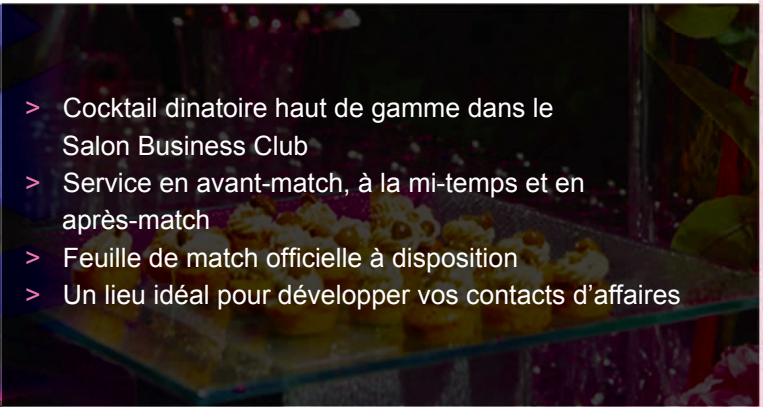 > Cocktail dinatoire haut de gamme dans le
Salon Business Club
> Service en avant-match, à la mi-temps et en
après-match
> Feuille de match officielle à disposition
> Un lieu idéal pour développer vos contacts d’affaires